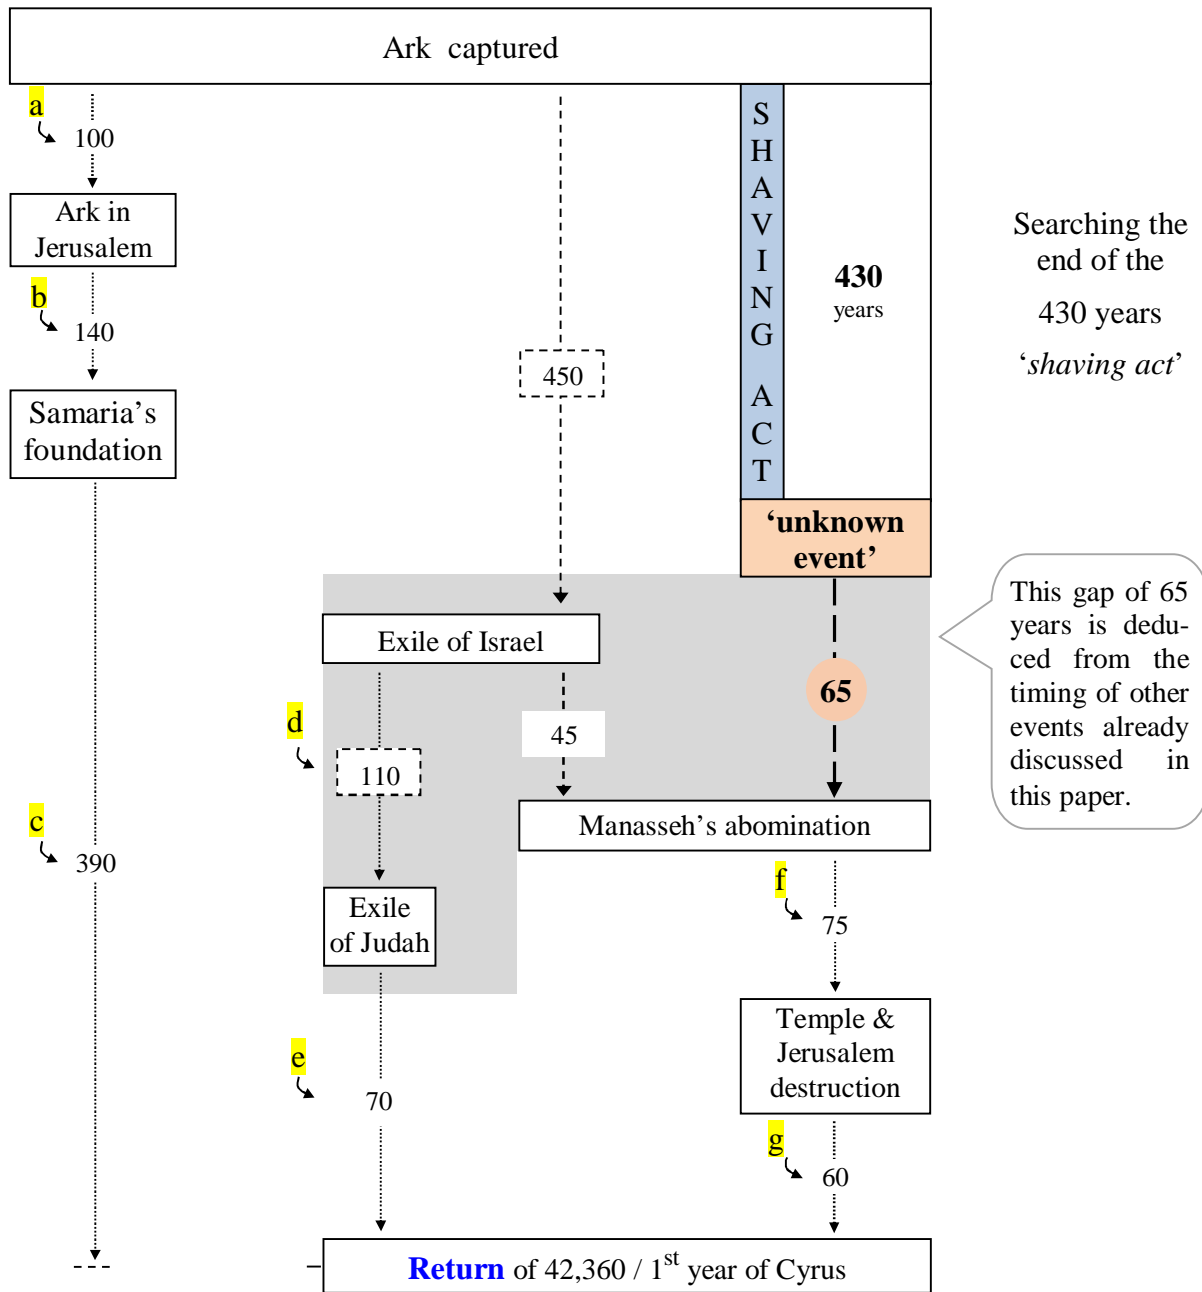 Ark captured
a
100
Ark in
Jerusalem
b
140
Samaria’s
foundation
c
390
450
Exile of Israel
d
110
45
Exile
of Judah
e
70
S
H
A
V
I
N
G
A
C
T
430
years
‘unknown
event’
65
Manasseh’s abomination
f
75
Temple &
Jerusalem
destruction
g
60
Return of 42,360 / 1st year of Cyrus
Searching the
end of the
430 years
‘shaving act’
This gap of 65
years is dedu-
ced from the
timing of other
events already
discussed in
this paper.